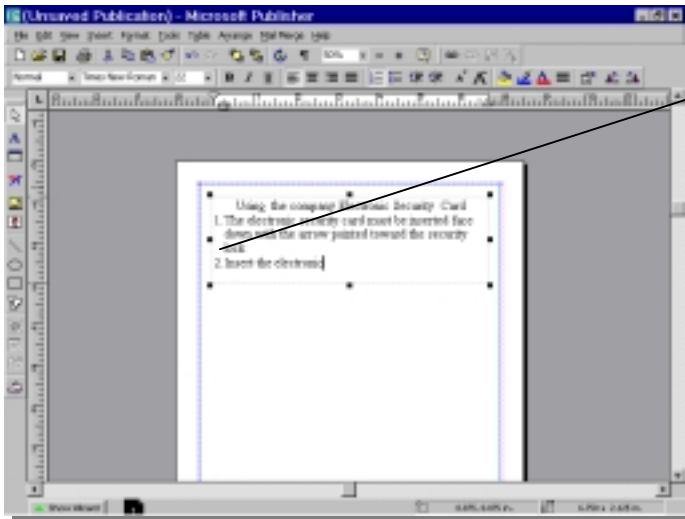 (Unsaved Publication) - Microsoft Publisher
File Edit View Insert Format Tools Table Arrange Mail Merge Help
50%
Normal Times New Roman
Using the company Electronic Security Card
1. The electronic security card must be inserted face
down with the arrow pointed toward the security
2. Insert the electronic
Show Wizard